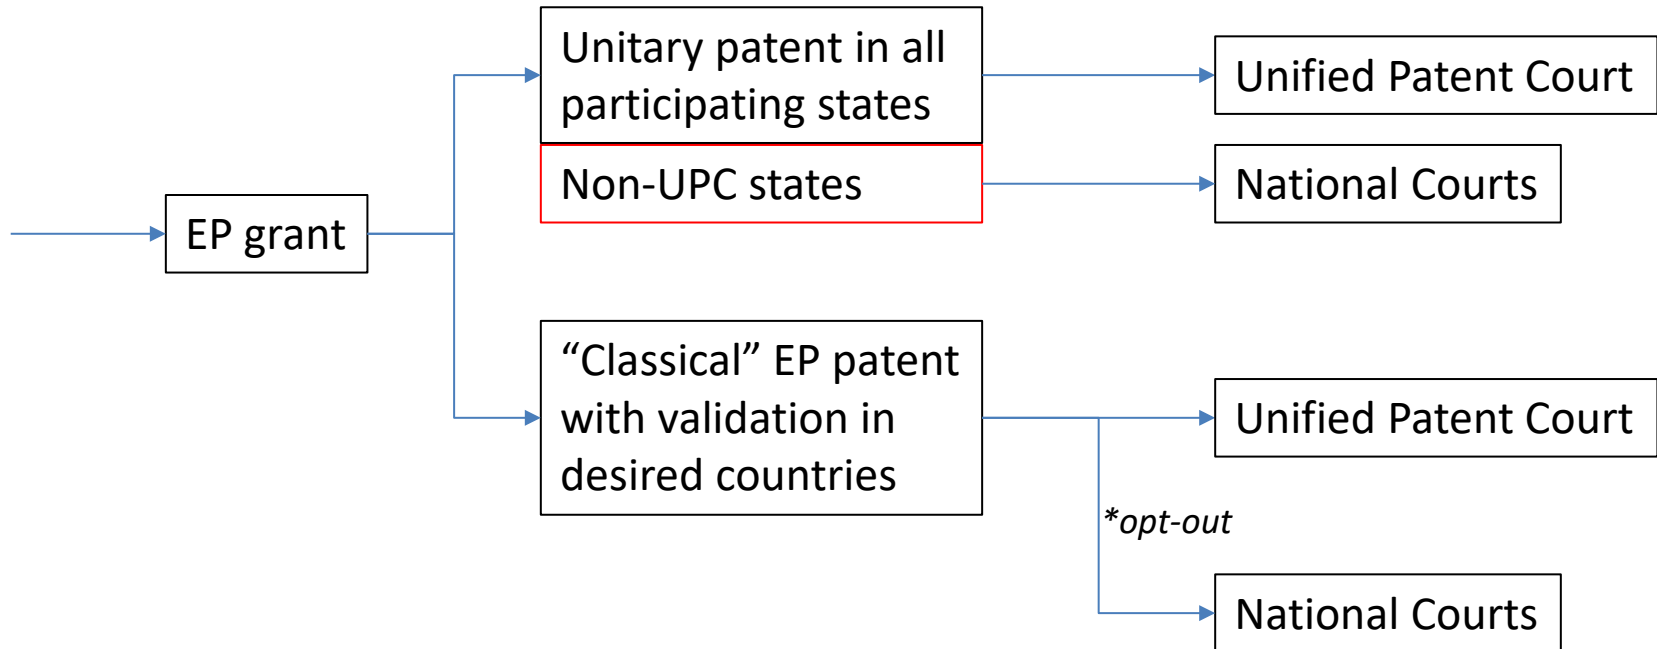 Unitary patent in all
participating states
Unified Patent Court
Non-UPC states
National Courts
EP grant
“Classical” EP patent
with validation in
desired countries
Unified Patent Court
*opt-out
National Courts